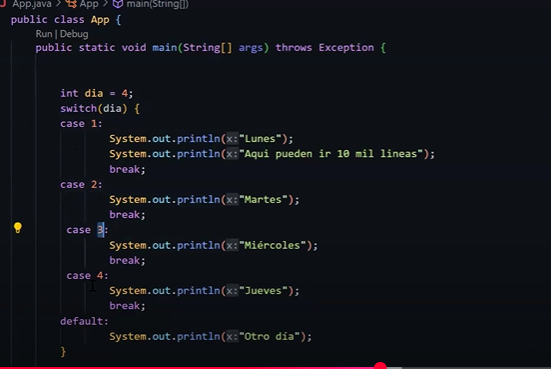 App.java > App > main(String[])
public class App {
Run | Debug
public static void main(String[] args) throws Exception {
int dia = 4;
switch(dia) {
case 1:
System.out.println(x:"Lunes");
System.out.println(x:"Aqui pueden ir 10 mil lineas");
break;
case 2:
System.out.println(x:"Martes");
break;
case 3:
System.out.println(x:"Miércoles");
break;
case 4:
System.out.println(x:"Jueves");
break;
default:
System.out.println(x:"Otro día");
}